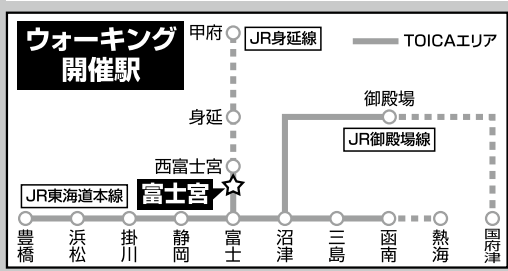 ウォーキング
開催駅
甲府
JR身延線
TOICAエリア
身延
御殿場
JR御殿場線
西富士宮
富士宮
JR東海道本線
豊橋
浜松
掛川
静岡
富士
沼津
三島
函南
熱海
国府津